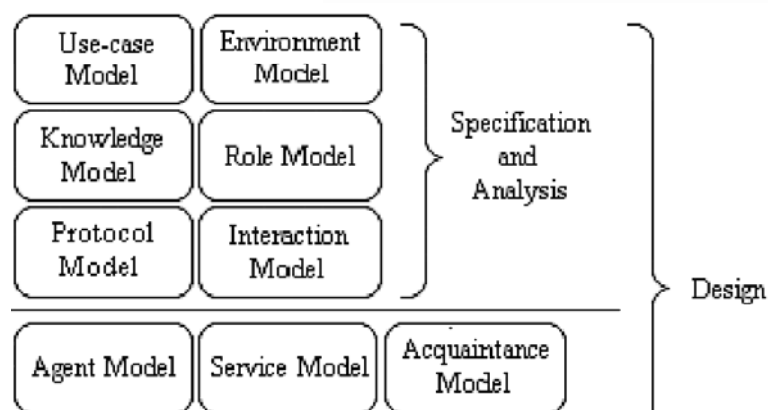 Use-case
Model
Environment
Model
Knowledge
Model
Role Model
Protocol
Model
Interaction
Model
Specification
and
Analysis
Design
Agent Model
Service Model
Acquaintance
Model